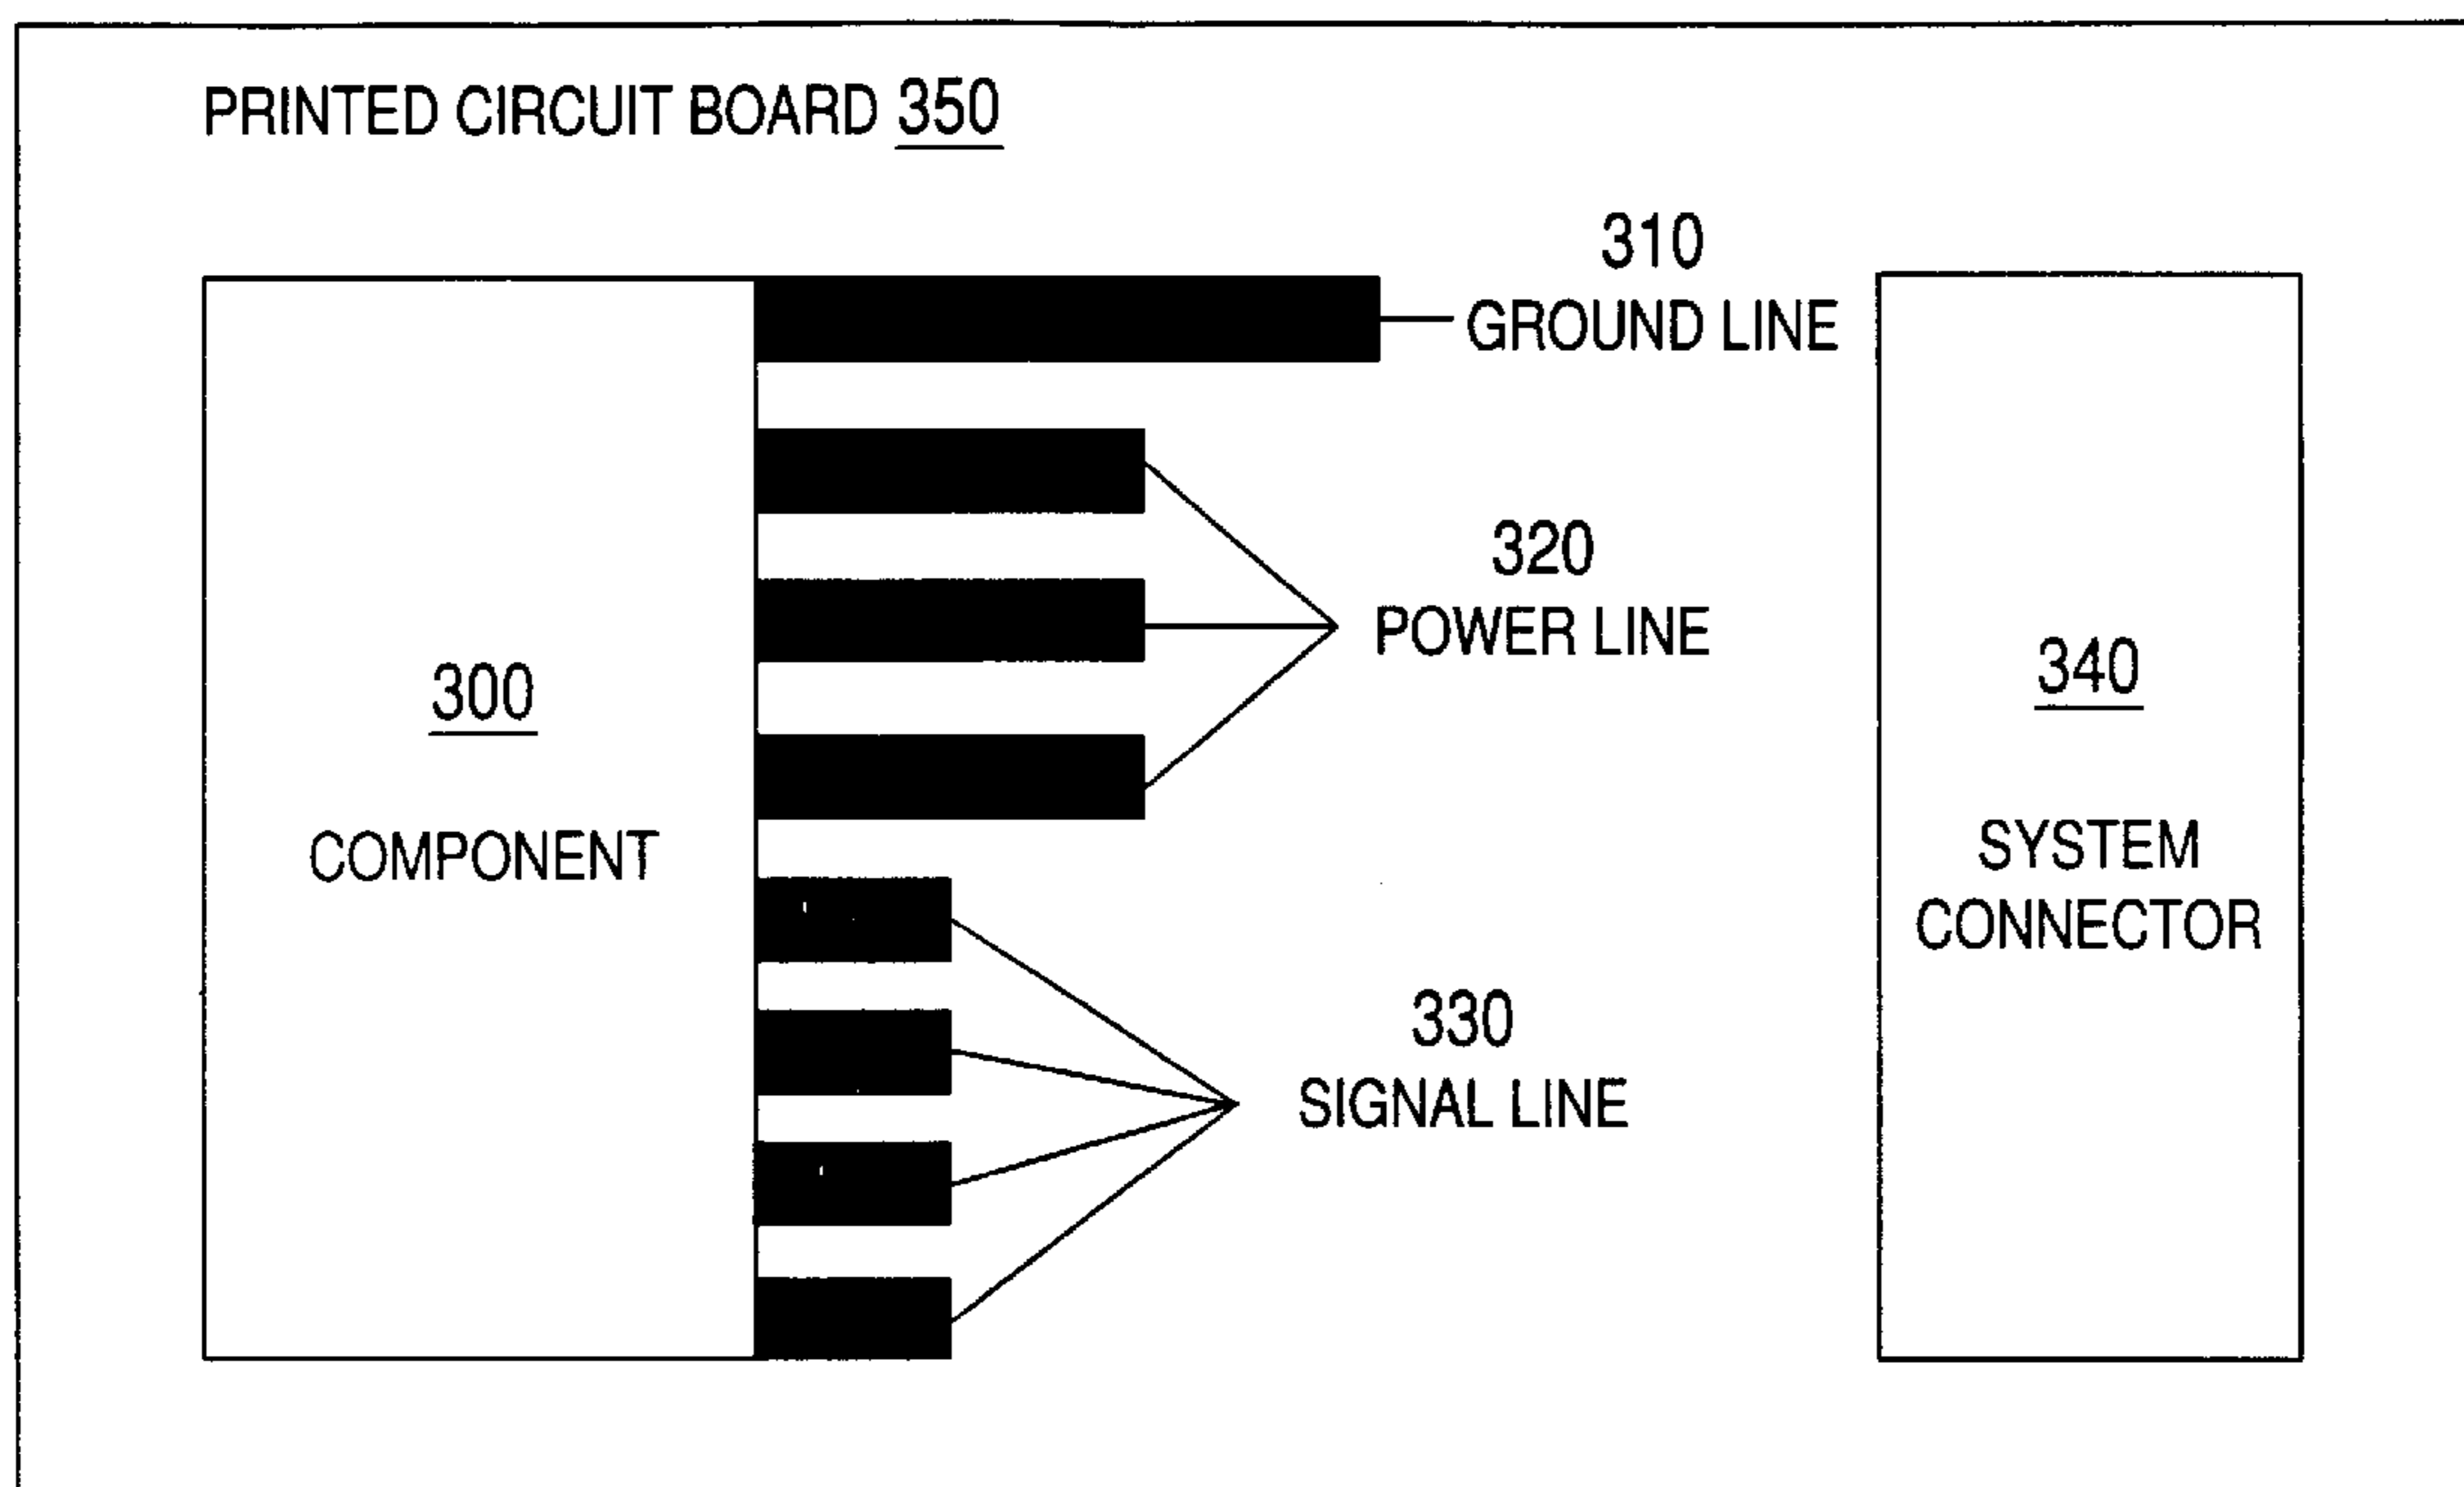 PRINTED CIRCUIT BOARD 350
310
GROUND LINE
320
POWER LINE
300
COMPONENT
340
SYSTEM
CONNECTOR
330
SIGNAL LINE